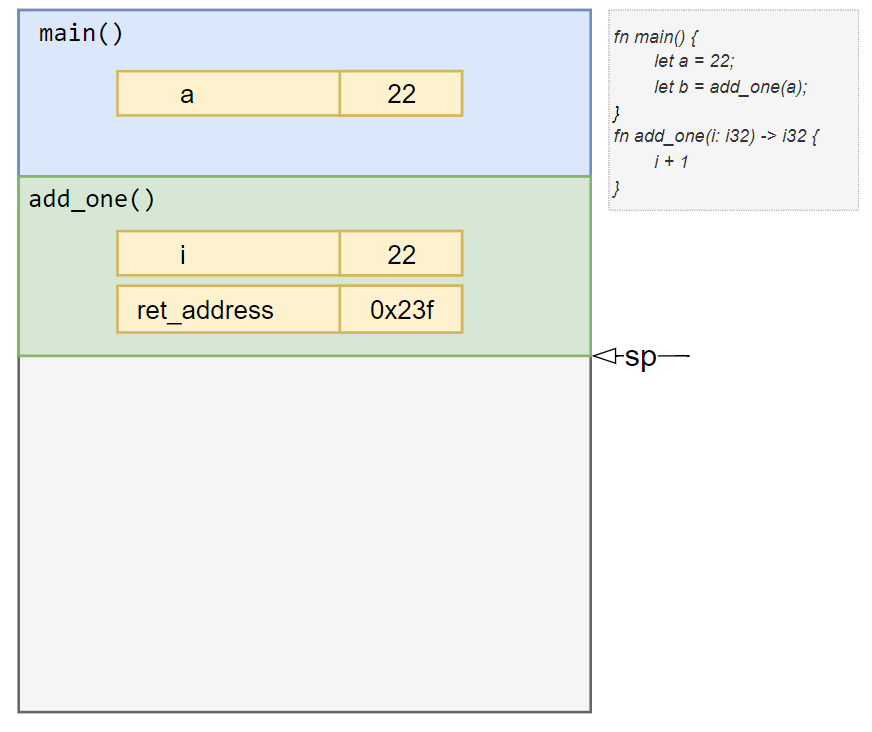 main()
a 22
add_one()
i 22
ret_address 0x23f
sp
fn main() {
let a = 22;
let b = add_one(a);
}
fn add_one(i: i32) -> i32 {
i + 1
}